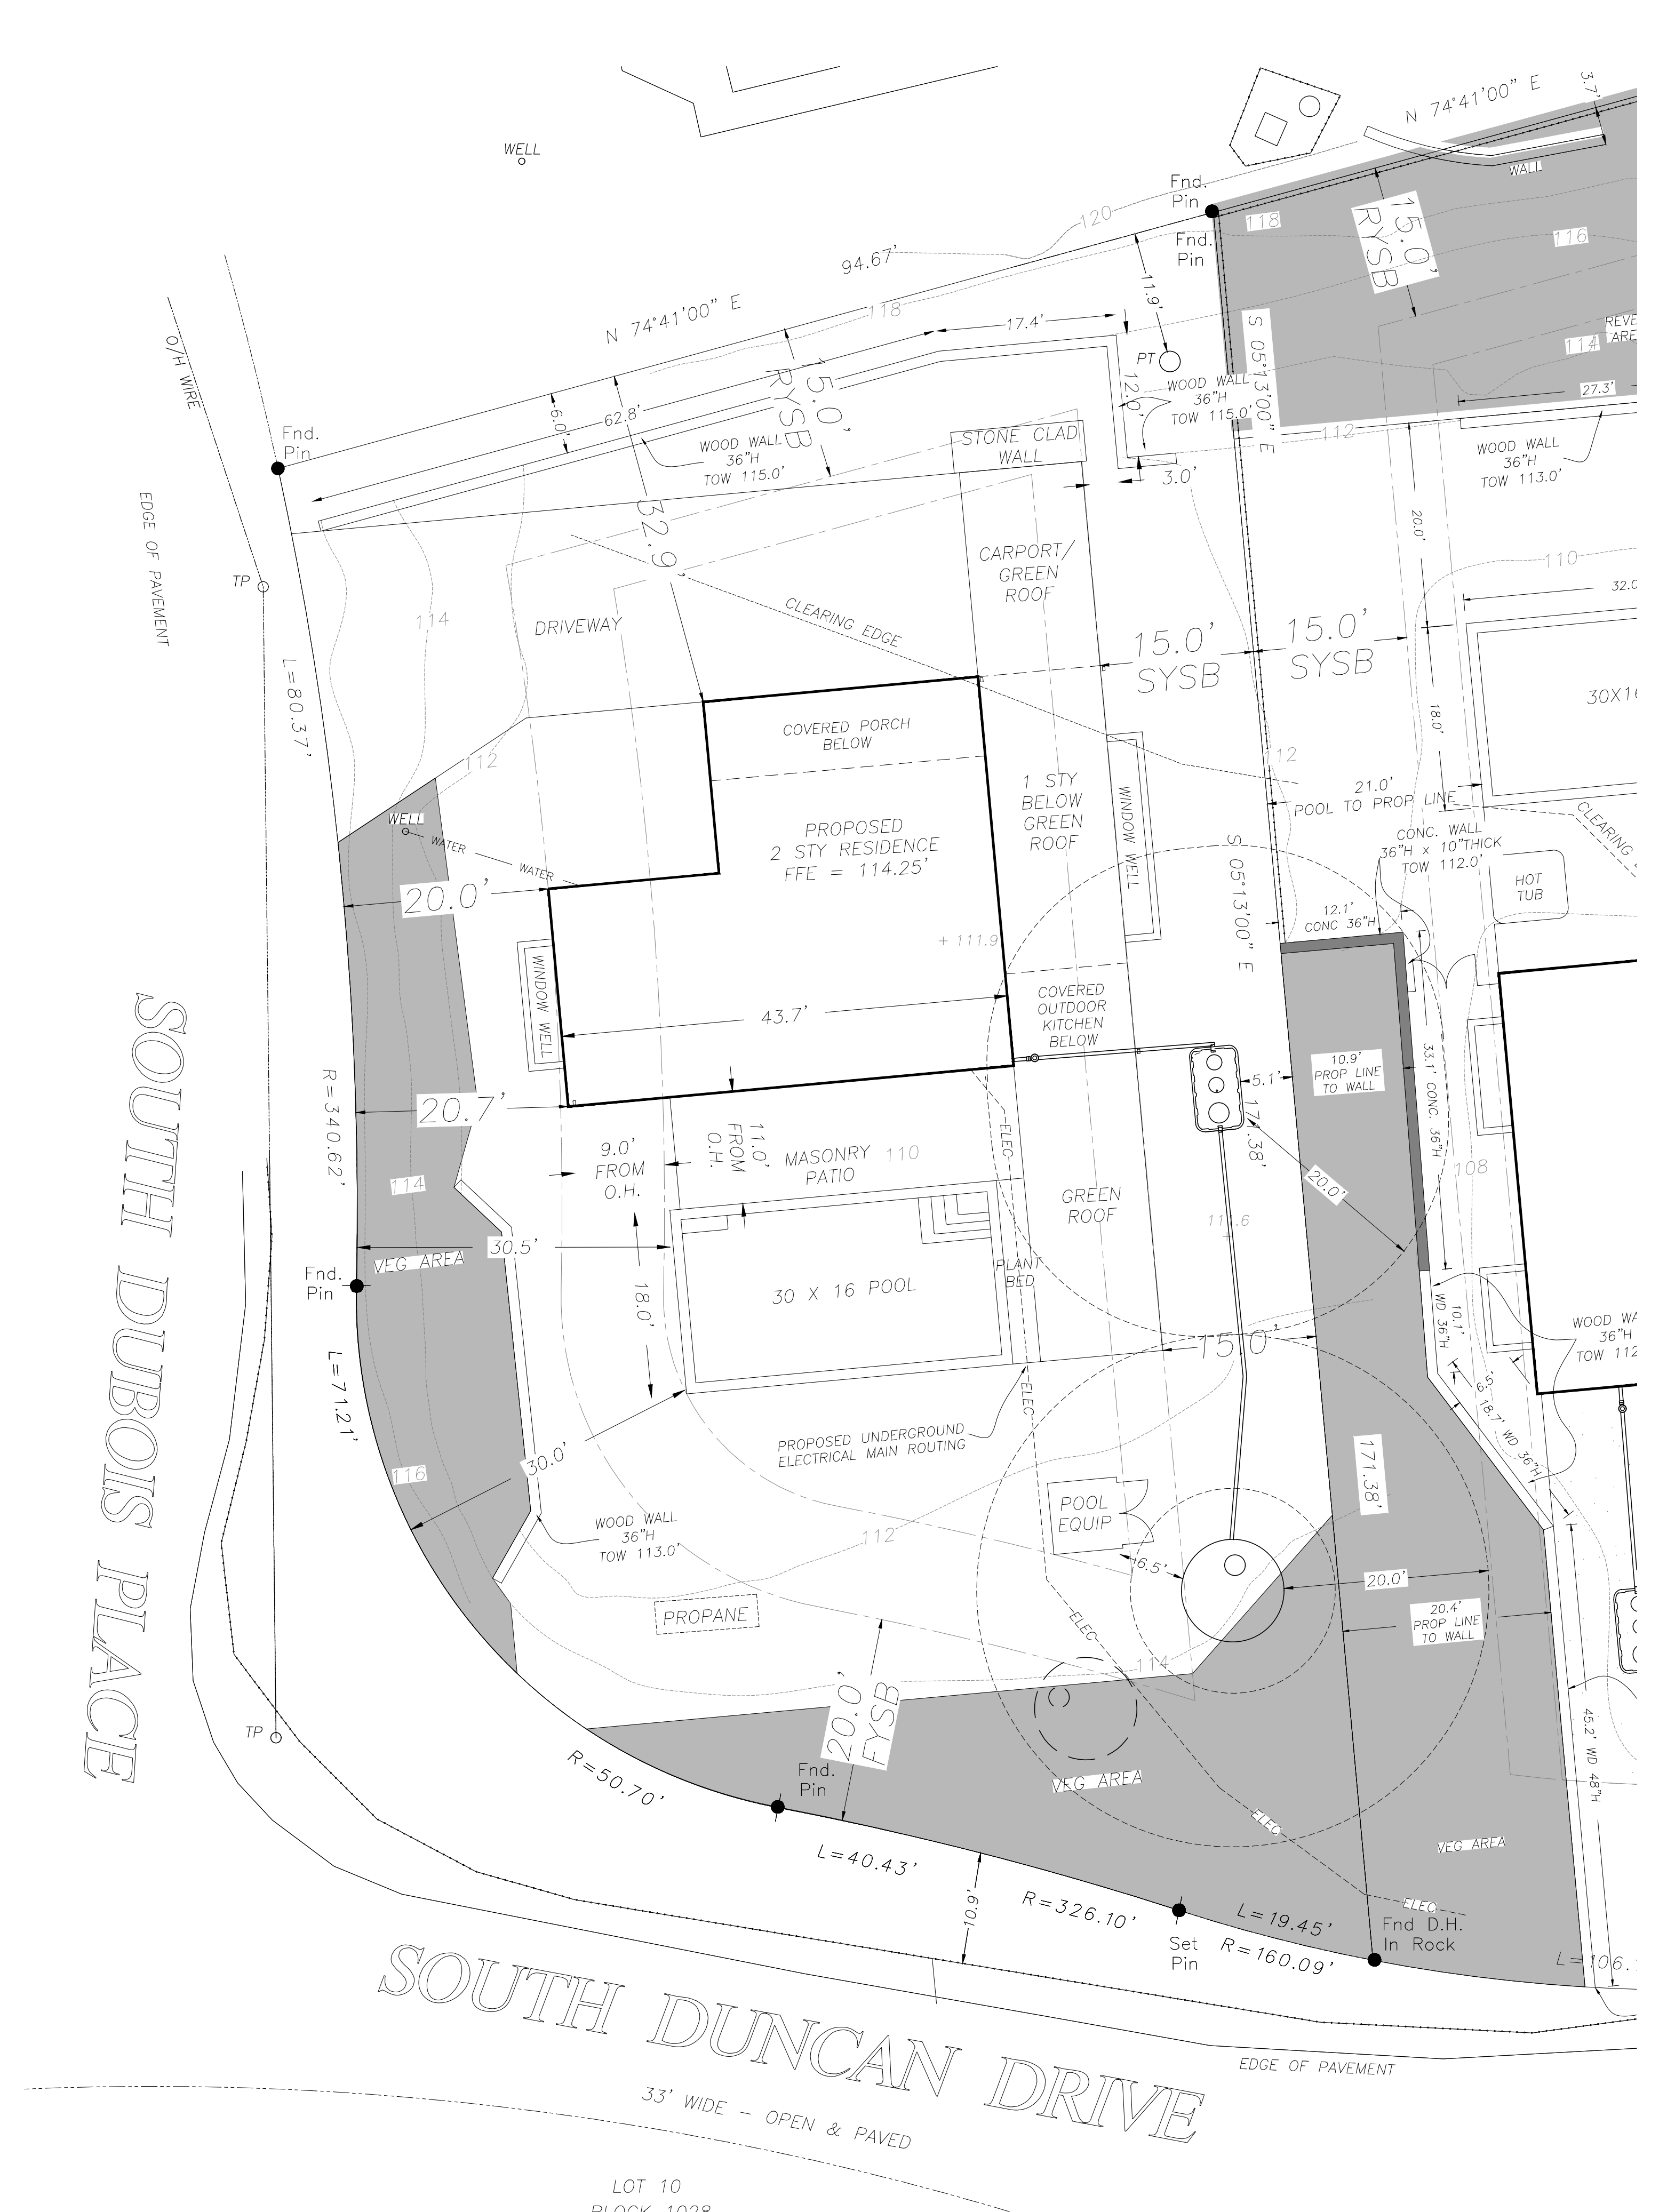 N 74°41'00" E
3.7'
WELL
WALL
Fnd.
Pin
118
Fnd.
Pin
120
15.0'
RYSB
116
94.67'
11.9'
N 74°41'00" E
118
17.4'
S 05°13'00" E
114
O/H WIRE
PT
15.0'
RYSB
12.0'
WOOD WALL
36"H
TOW 115.0'
27.3'
6.0'
62.8'
Fnd.
Pin
WOOD WALL
36"H
TOW 115.0'
STONE CLAD
WALL
112
WOOD WALL
36"H
TOW 113.0'
3.0'
EDGE OF PAVEMENT
32.9'
20.0'
CARPORT/
GREEN
ROOF
110
TP
114
DRIVEWAY
CLEARING EDGE
15.0'
SYSB
15.0'
SYSB
L=80.37'
COVERED PORCH
BELOW
18.0'
112
12
1 STY
BELOW
GREEN
ROOF
WINDOW WELL
21.0'
POOL TO PROP LINE
WELL
WATER
WATER
PROPOSED
2 STY RESIDENCE
FFE = 114.25'
CONC. WALL
36"H x 10"THICK
TOW 112.0'
CLEARING
20.0'
S 05°13'00" E
HOT
TUB
12.1'
CONC 36"H
+ 111.9
WINDOW WELL
43.7'
COVERED
OUTDOOR
KITCHEN
BELOW
SOUTH DUBOIS PLACE
R=340.62'
20.7'
10.9'
PROP LINE
TO WALL
5.1'
171.38'
33.1' CONC. 36"H
9.0'
FROM
O.H.
11.0'
FROM
O.H.
MASONRY
PATIO
110
ELEC
20.0'
108
114
GREEN
ROOF
111.6
30.5'
VEG AREA
Fnd.
Pin
18.0'
30 X 16 POOL
PLANT
BED
10.1'
WD 36"H
15.0'
L=71.21'
ELEC
6.5'
18.7' WD 36"H
PROPOSED UNDERGROUND
ELECTRICAL MAIN ROUTING
30.0'
116
171.38'
WOOD WALL
36"H
TOW 113.0'
POOL
EQUIP
112
6.5'
20.0'
PROPANE
ELEC
20.4'
PROP LINE
TO WALL
114
20.0'
FYSB
TP
Fnd.
Pin
R=50.70'
VEG AREA
45.2' WD 48"H
ELEC
VEG AREA
L=40.43'
10.9'
R=326.10'
L=19.45'
ELEC
Fnd D.H.
In Rock
Set
Pin
R=160.09'
L=106.
SOUTH DUNCAN DRIVE
EDGE OF PAVEMENT
33' WIDE – OPEN & PAVED
LOT 10
BLOCK 1028